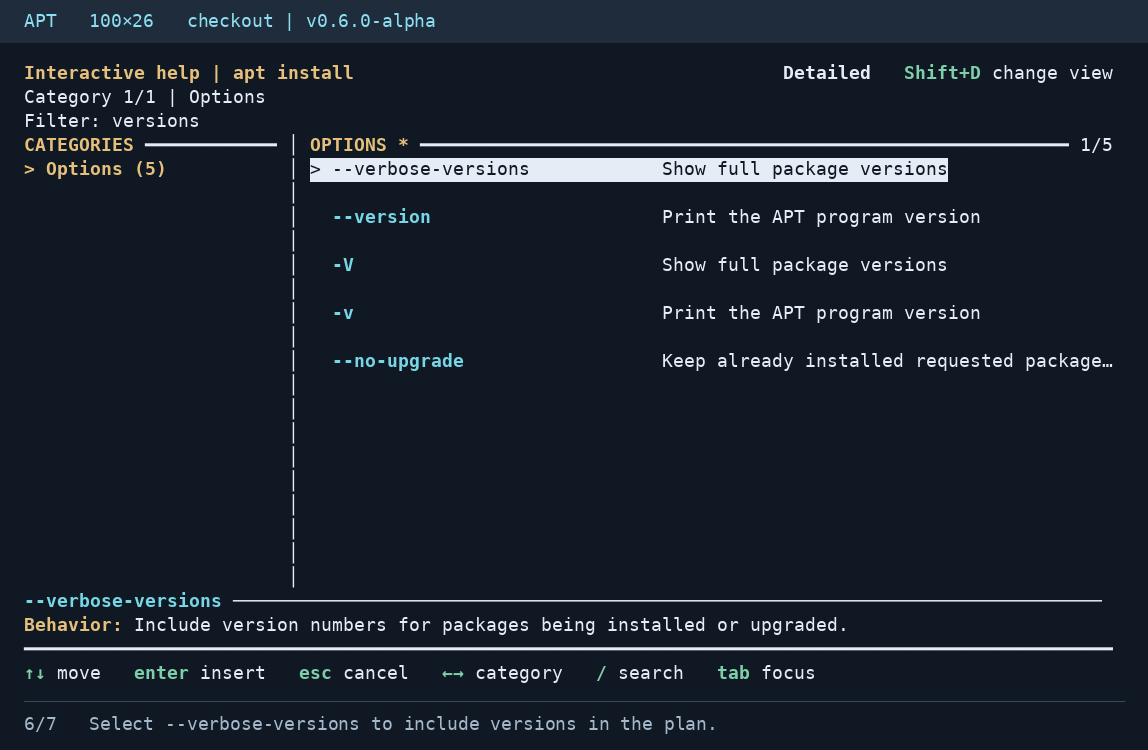 APT   100×26   checkout | v0.6.0-alpha
Interactive help | apt install   Detailed   Shift+D change view
Category 1/1 | Options
Filter: versions
CATEGORIES   OPTIONS *   1/5
> Options (5)   > --verbose-versions   Show full package versions
--version   Print the APT program version
-V   Show full package versions
-v   Print the APT program version
--no-upgrade   Keep already installed requested package…
--verbose-versions
Behavior: Include version numbers for packages being installed or upgraded.
↑↓ move   enter insert   esc cancel   ←→ category   / search   tab focus
6/7   Select --verbose-versions to include versions in the plan.